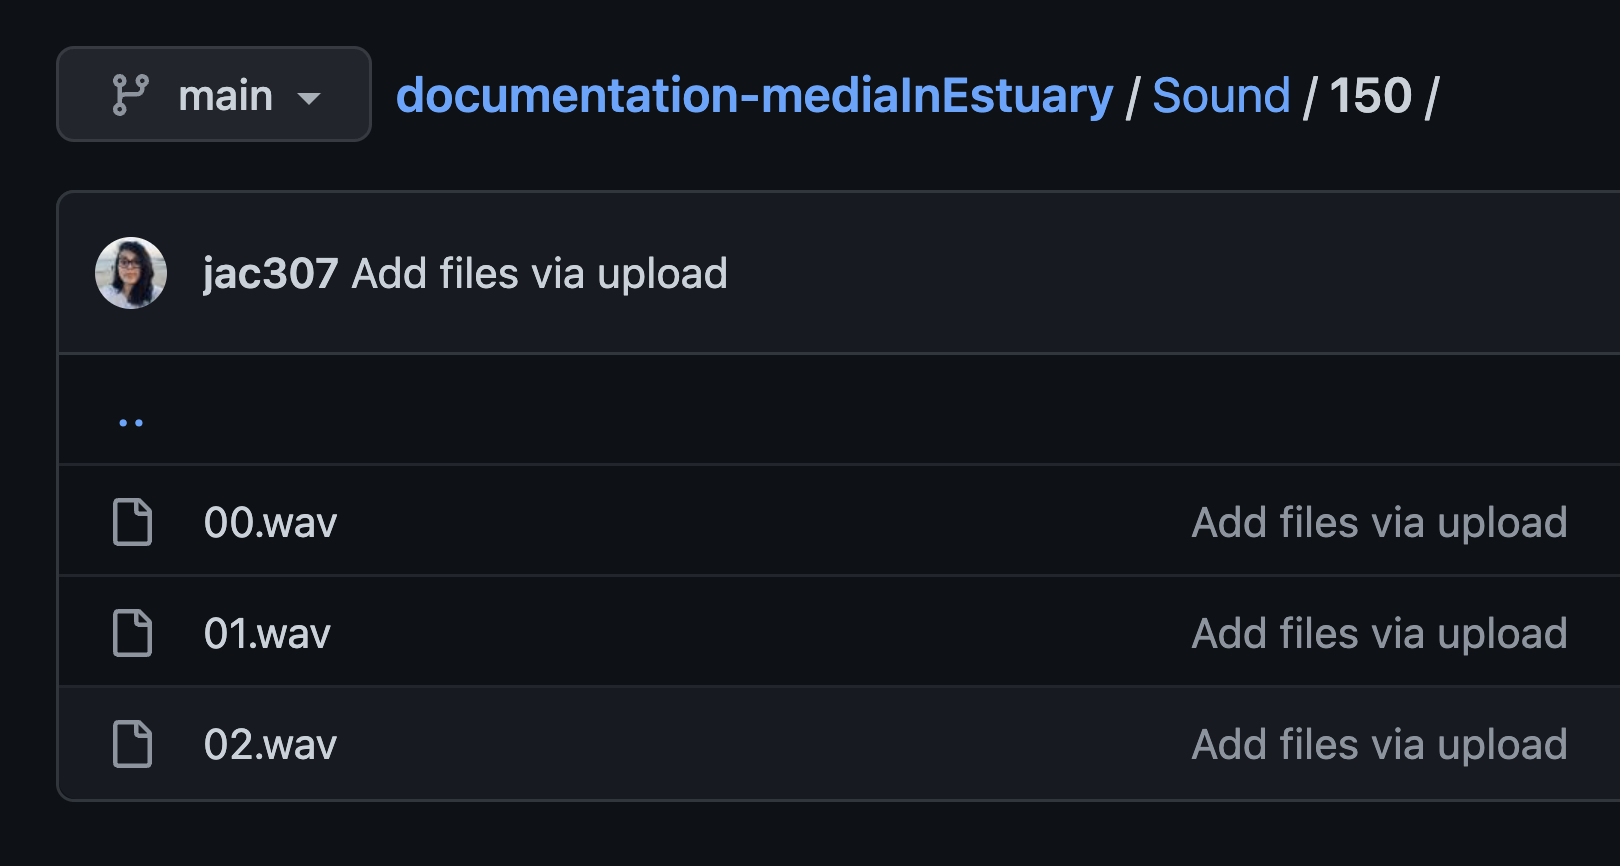 main documentation-mediaInEstuary / Sound / 150 /
jac307 Add files via upload
..
00.wav Add files via upload
01.wav Add files via upload
02.wav Add files via upload